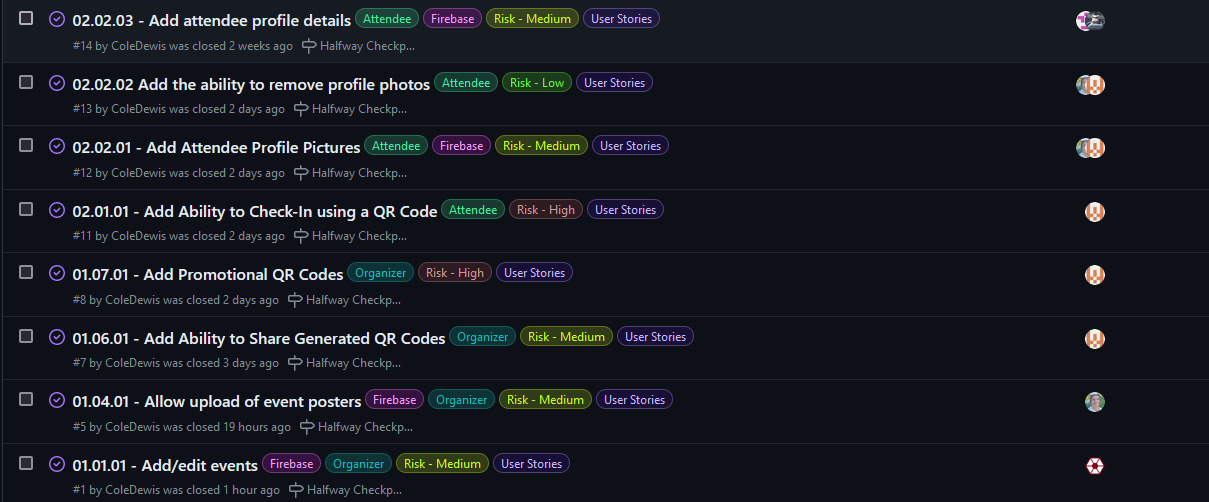 02.02.03 - Add attendee profile details Attendee Firebase Risk - Medium User Stories
#14 by ColeDewis was closed 2 weeks ago Halfway Checkp...
02.02.02 Add the ability to remove profile photos Attendee Risk - Low User Stories
#13 by ColeDewis was closed 2 days ago Halfway Checkp...
02.02.01 - Add Attendee Profile Pictures Attendee Firebase Risk - Medium User Stories
#12 by ColeDewis was closed 2 days ago Halfway Checkp...
02.01.01 - Add Ability to Check-In using a QR Code Attendee Risk - High User Stories
#11 by ColeDewis was closed 2 days ago Halfway Checkp...
01.07.01 - Add Promotional QR Codes Organizer Risk - High User Stories
#8 by ColeDewis was closed 2 days ago Halfway Checkp...
01.06.01 - Add Ability to Share Generated QR Codes Organizer Risk - Medium User Stories
#7 by ColeDewis was closed 3 days ago Halfway Checkp...
01.04.01 - Allow upload of event posters Firebase Organizer Risk - Medium User Stories
#5 by ColeDewis was closed 19 hours ago Halfway Checkp...
01.01.01 - Add/edit events Firebase Organizer Risk - Medium User Stories
#1 by ColeDewis was closed 1 hour ago Halfway Checkp...